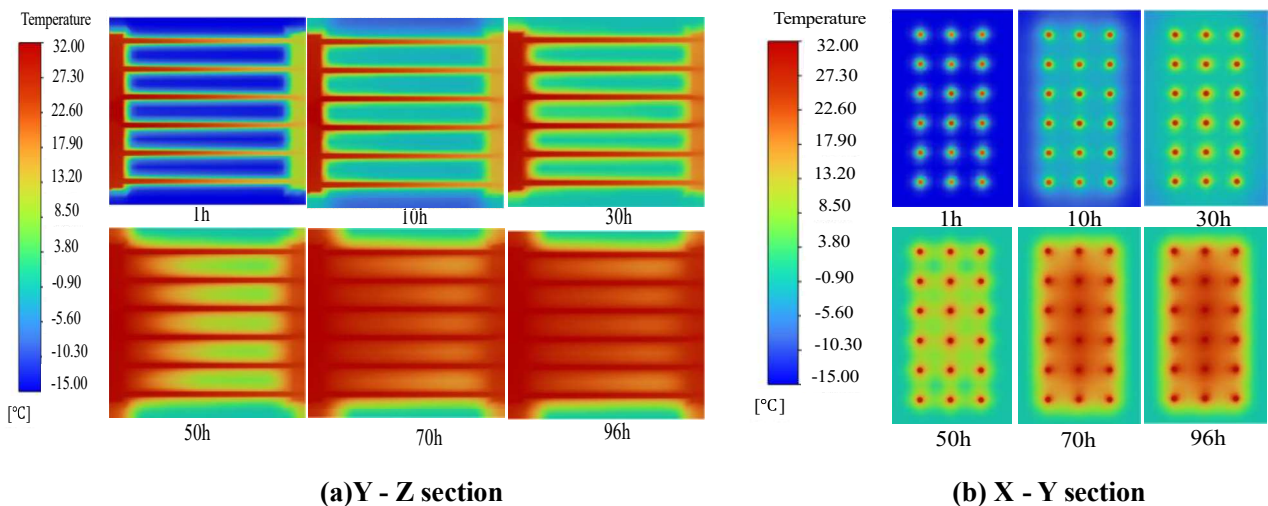 Temperature
32.00
27.30
22.60
17.90
13.20
8.50
3.80
-0.90
-5.60
-10.30
-15.00
[℃]
1h
10h
30h
50h
70h
96h
(a)Y - Z section
Temperature
32.00
27.30
22.60
17.90
13.20
8.50
3.80
-0.90
-5.60
-10.30
-15.00
[℃]
1h
10h
30h
50h
70h
96h
(b) X - Y section